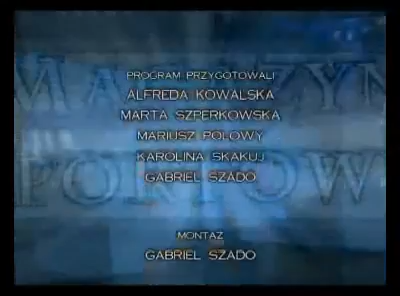 PROGRAM PRZYGOTOWALI
ALFREDA KOWALSKA
MARTA SZPERKOWSKA
MARIUSZ POLOWY
KAROLINA SKAKUJ
GABRIEL SZADO
MONTAŻ
GABRIEL SZADO